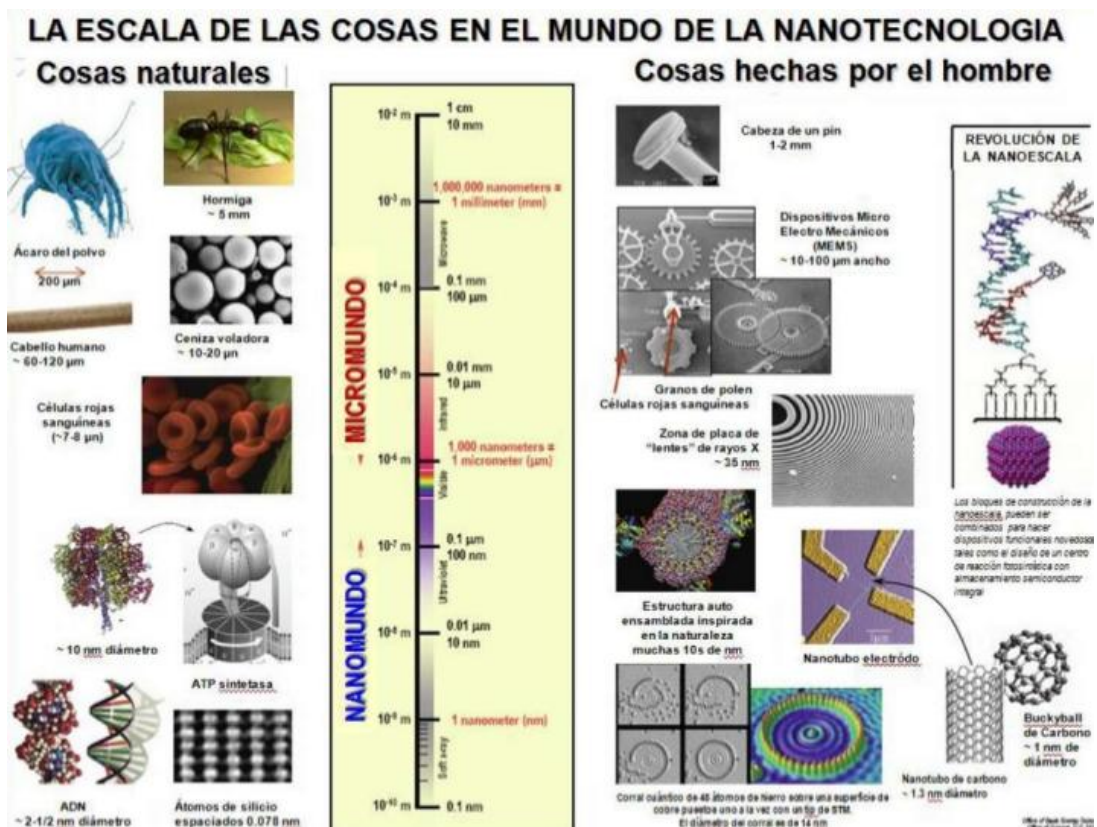 LA ESCALA DE LAS COSAS EN EL MUNDO DE LA NANOTECNOLOGIA
Cosas naturales
Ácaro del polvo
200 µm
Hormiga
~ 5 mm
Cabello humano
~ 60-120 µm
Ceniza voladora
~ 10-20 µn
Células rojas
sanguíneas
(~7-8 µn)
~ 10 nm diámetro
ATP sintetasa
ADN
~ 2-1/2 nm diámetro
Átomos de silicio
espaciados 0.078 nm
MICROMUNDO
NANOMUNDO
10-2 m
1 cm
10 mm
10-3 m
1,000,000 nanometers =
1 millimeter (mm)
Microwave
10-4 m
0.1 mm
100 µm
10-5 m
0.01 mm
10 µm
Infrared
1,000 nanometers =
1 micrometer (µm)
Visible
10-7 m
0.1 µm
100 nm
Ultraviolet
10-8 m
0.01 µm
10 nm
10-9 m
1 nanometer (nm)
Soft x-ray
10-10 m
0.1 nm
Cosas hechas por el hombre
Cabeza de un pin
1-2 mm
Dispositivos Micro
Electro Mecánicos
(MEMS)
~ 10-100 µm ancho
Granos de polen
Células rojas sanguíneas
Zona de placa de
"lentes" de rayos X
~ 35 nm
Estructura auto
ensamblada inspirada
en la naturaleza
muchas 10s de nm
Nanotubo electródo
Corral cuántico de 48 átomos de hierro sobre una superficie de
cobre puestos uno a la vez con un tip de STM.
El diámetro del corral es de 14 nm
Nanotubo de carbono
~ 1.3 nm diámetro
Buckyball
de Carbono
~ 1 nm de
diámetro
REVOLUCIÓN DE
LA NANOESCALA
Los bloques de construcción de la
nanoescala, pueden ser
combinados para hacer
dispositivos funcionales novedosos
tales como el diseño de un centro
de reacción fotosintética con
almacenamiento semiconductor
integral